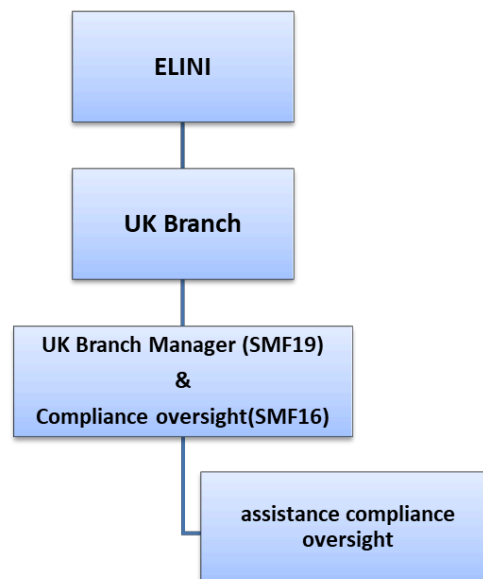 ELINI
UK Branch
UK Branch Manager (SMF19)
&
Compliance oversight(SMF16)
assistance compliance
oversight